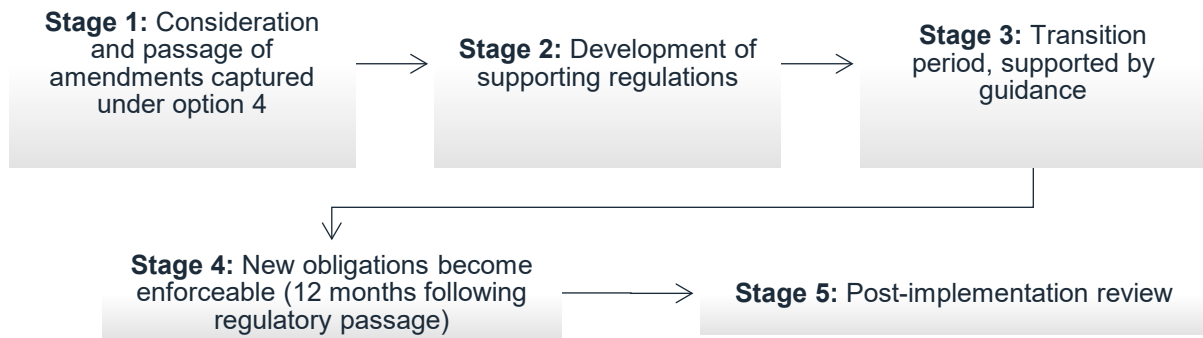 Stage 1: Consideration
and passage of
amendments captured
under option 4
Stage 2: Development of
supporting regulations
Stage 3: Transition
period, supported by
guidance
Stage 4: New obligations become
enforceable (12 months following
regulatory passage)
Stage 5: Post-implementation review